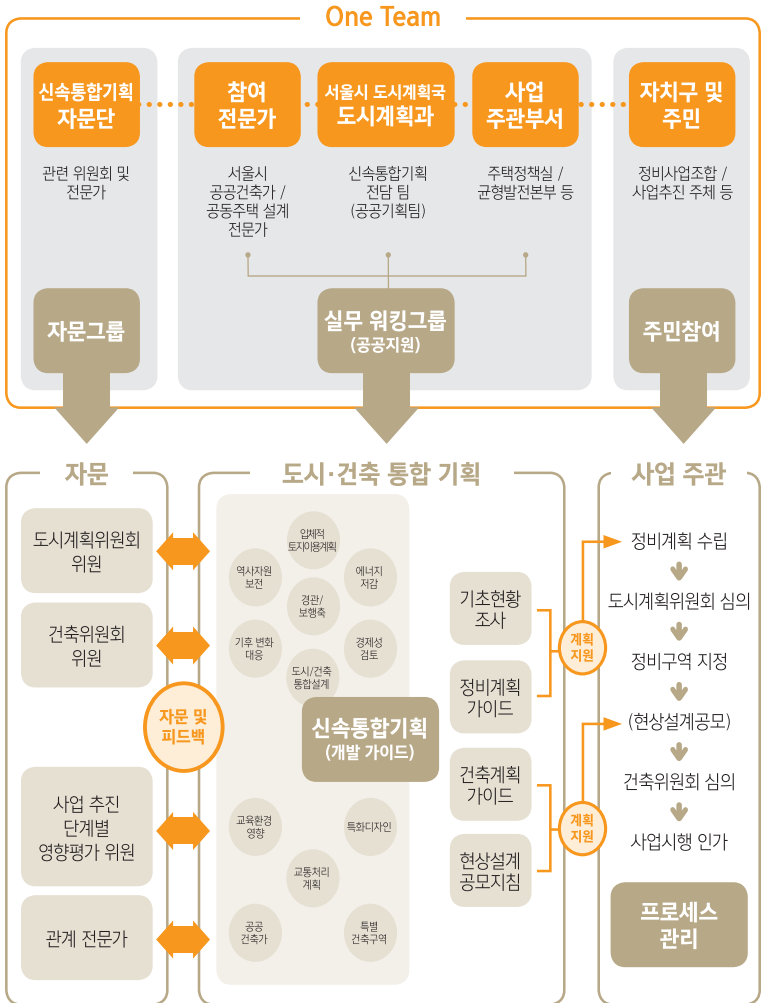 One Team
신속통합기획
자문단
참여
전문가
서울시 도시계획국
도시계획과
사업
주관부서
자치구 및
주민
관련 위원회 및
전문가
서울시
공공건축가 /
공동주택 설계
전문가
신속통합기획
전담 팀
(공공기획팀)
주택정책실 /
균형발전본부 등
정비사업조합 /
사업추진 주체 등
자문그룹
실무 워킹그룹
(공공지원)
주민참여
자문
도시계획위원회
위원
건축위원회
위원
자문 및
피드백
사업 추진
단계별
영향평가 위원
관계 전문가
도시·건축 통합 기획
입체적
토지이용계획
역사자원
보전
에너지
저감
경관/
보행축
기후 변화
대응
경제성
검토
도시/건축
통합설계
신속통합기획
(개발 가이드)
교육환경
영향
특화디자인
교통처리
계획
공공
건축가
특별
건축구역
기초현황
조사
정비계획
가이드
건축계획
가이드
현상설계
공모지침
계획
지원
계획
지원
사업 주관
정비계획 수립
도시계획위원회 심의
정비구역 지정
(현상설계공모)
건축위원회 심의
사업시행 인가
프로세스
관리